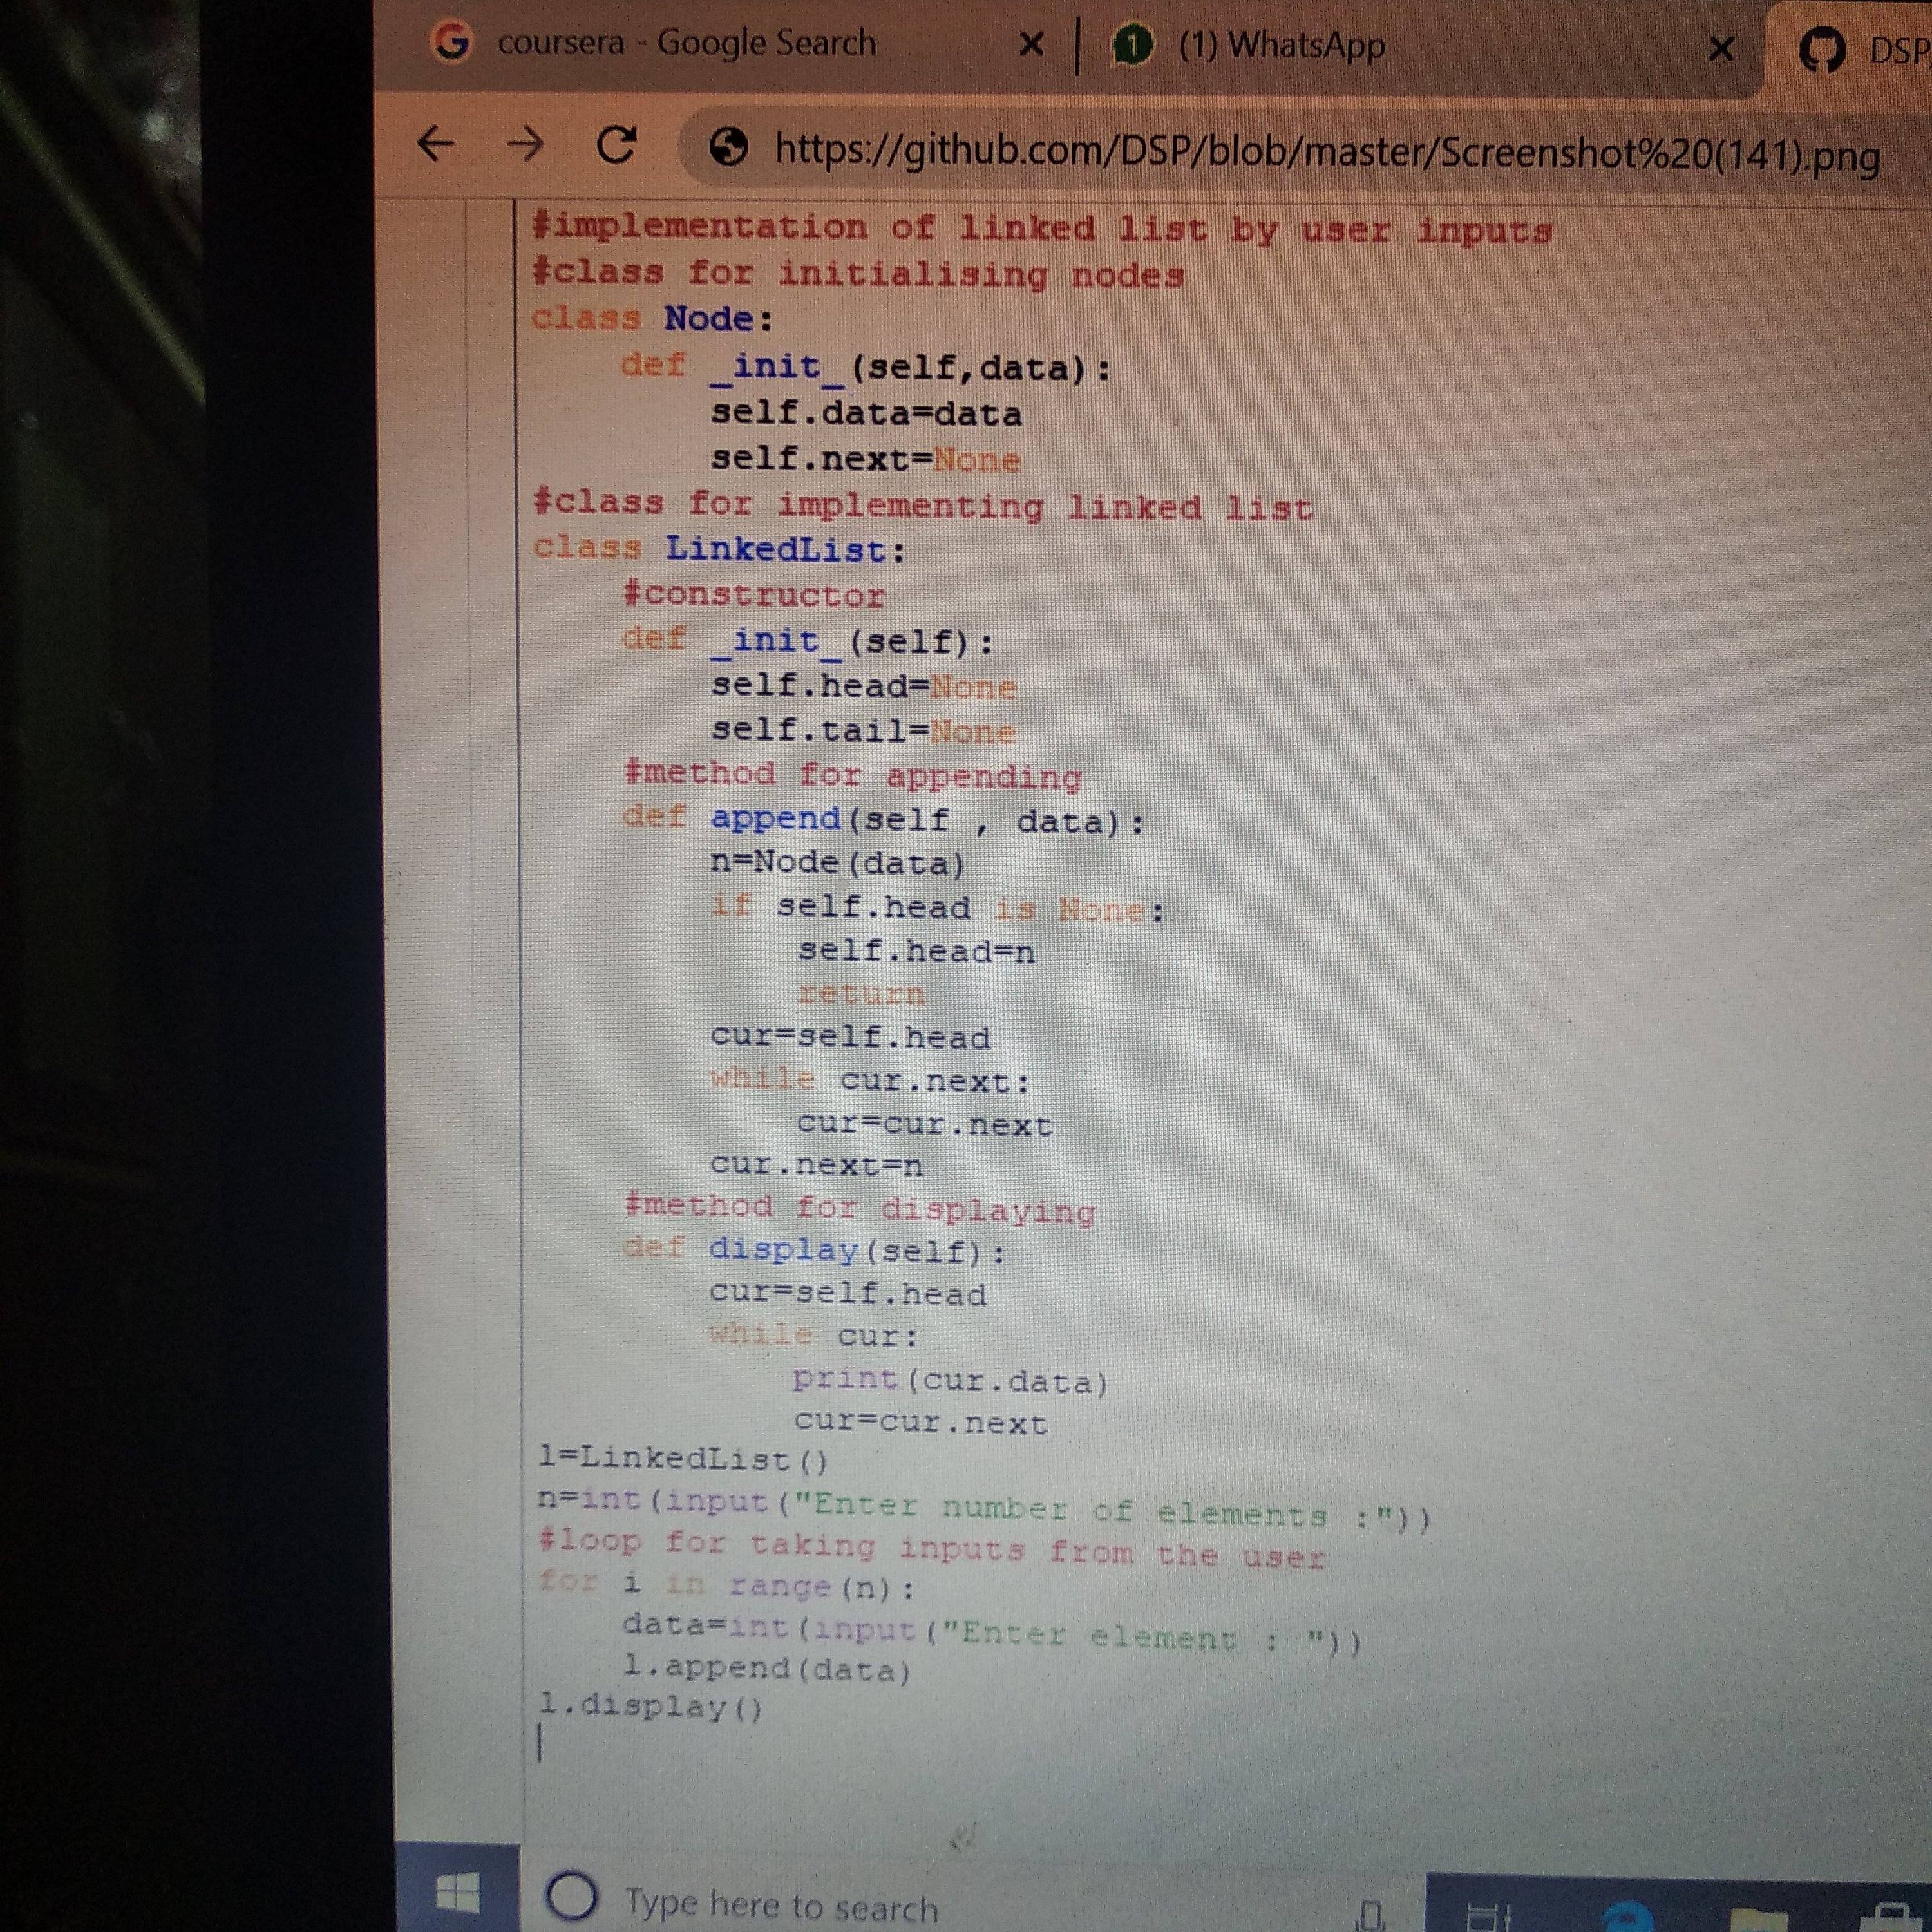 coursera - Google Search
1 (1) WhatsApp
DSP
https://github.com/DSP/blob/master/Screenshot%20(141).png
#implementation of linked list by user inputs
#class for initialising nodes
class Node:
    def _init_(self,data):
        self.data=data
        self.next=None
#class for implementing linked list
class LinkedList:
    #constructor
    def _init_(self):
        self.head=None
        self.tail=None
    #method for appending
    def append(self , data):
        n=Node(data)
        if self.head is None:
            self.head=n
            return
        cur=self.head
        while cur.next:
            cur=cur.next
        cur.next=n
    #method for displaying
    def display(self):
        cur=self.head
        while cur:
            print(cur.data)
            cur=cur.next
l=LinkedList()
n=int(input("Enter number of elements :"))
#loop for taking inputs from the user
for i in range(n):
    data=int(input("Enter element : "))
    l.append(data)
l.display()
Type here to search